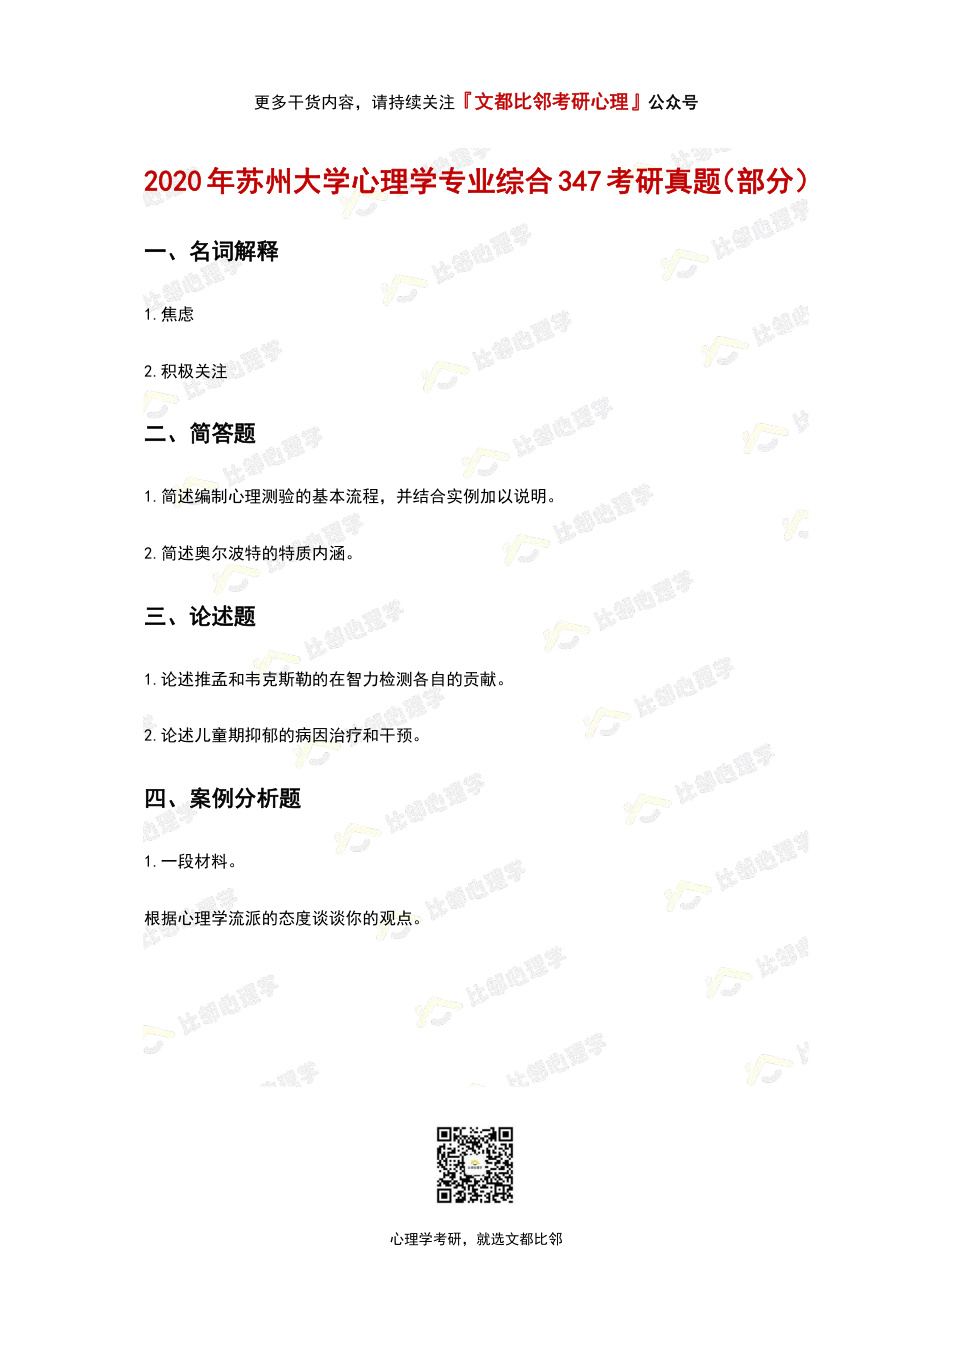 更多干货内容，请持续关注『文都比邻考研心理』公众号
2020年苏州大学心理学专业综合347考研真题（部分）
一、名词解释
1.焦虑
2.积极关注
二、简答题
1.简述编制心理测验的基本流程，并结合实例加以说明。
2.简述奥尔波特的特质内涵。
三、论述题
1.论述推孟和韦克斯勒的在智力检测各自的贡献。
2.论述儿童期抑郁的病因治疗和干预。
四、案例分析题
1.一段材料。
根据心理学流派的态度谈谈你的观点。
比邻心理学
心理学考研，就选文都比邻